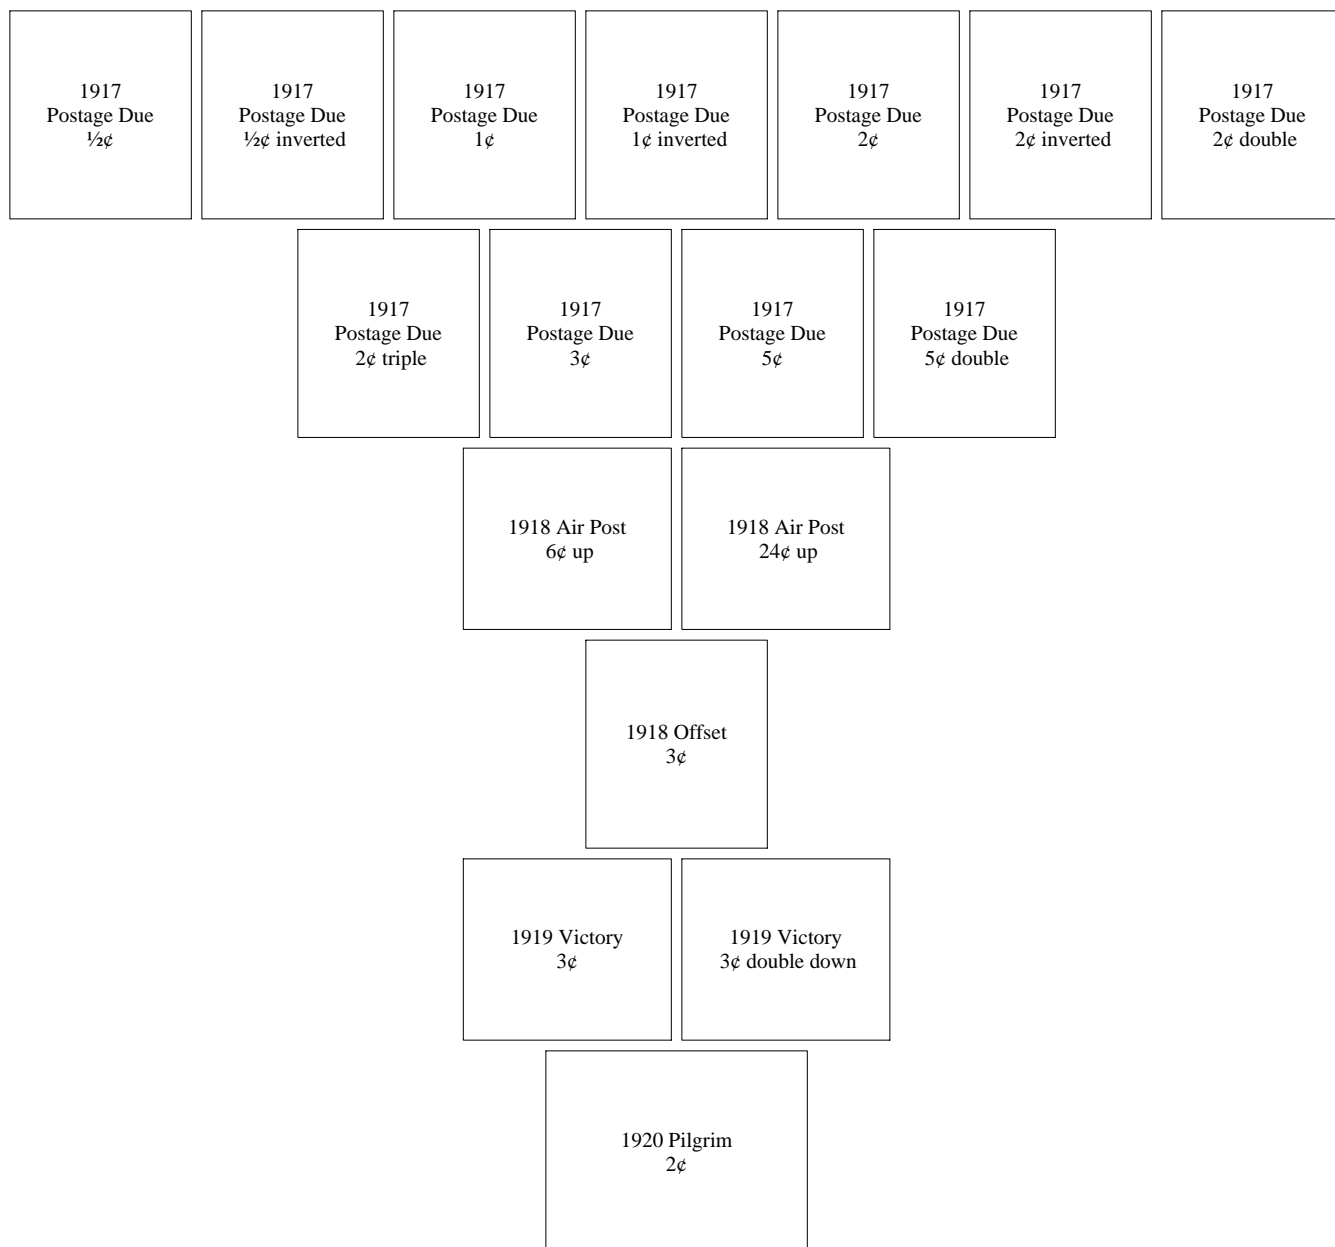 1917
Postage Due
½¢
1917
Postage Due
½¢ inverted
1917
Postage Due
1¢
1917
Postage Due
1¢ inverted
1917
Postage Due
2¢
1917
Postage Due
2¢ inverted
1917
Postage Due
2¢ double
1917
Postage Due
2¢ triple
1917
Postage Due
3¢
1917
Postage Due
5¢
1917
Postage Due
5¢ double
1918 Air Post
6¢ up
1918 Air Post
24¢ up
1918 Offset
3¢
1919 Victory
3¢
1919 Victory
3¢ double down
1920 Pilgrim
2¢